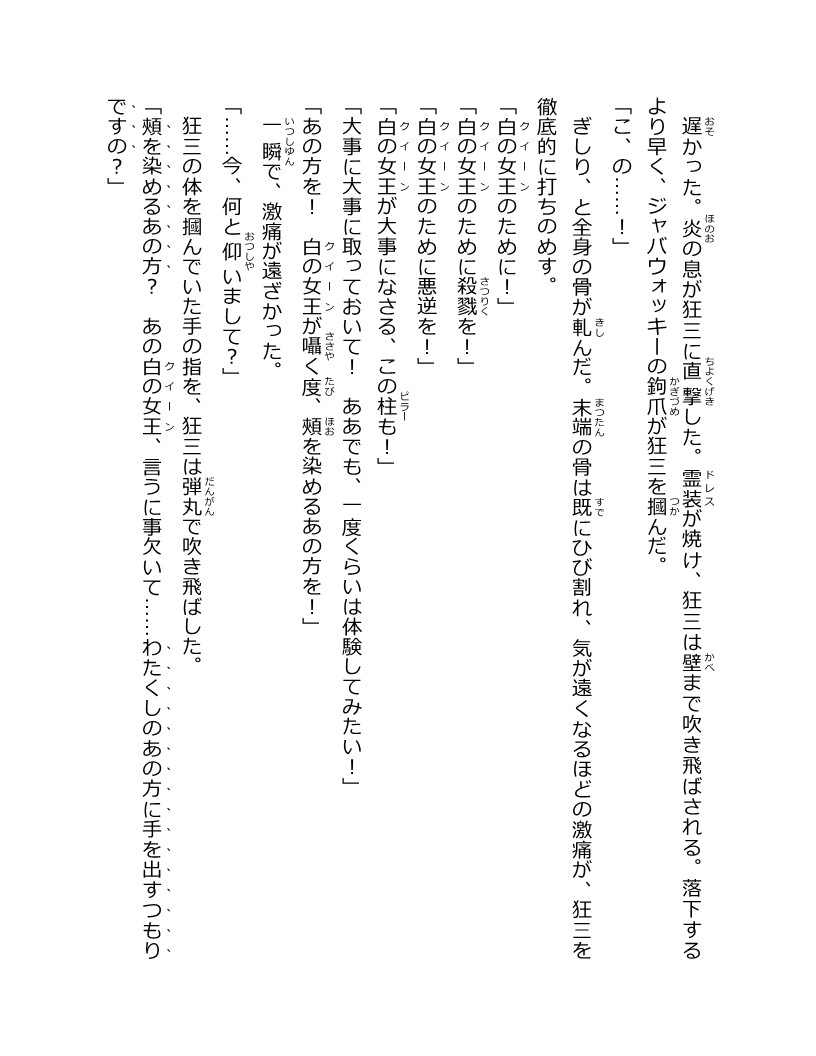 遅かった。炎の息が狂三に直撃した。霊装が焼け、狂三は壁まで吹き飛ばされる。落下する
より早く、ジャバウォッキーの鉤爪が狂三を摑んだ。
「こ、の……！」
ぎしり、と全身の骨が軋んだ。末端の骨は既にひび割れ、気が遠くなるほどの激痛が、狂三を
徹底的に打ちのめす。
「白の女王のために！」
「白の女王のために殺戮を！」
「白の女王のために悪逆を！」
「白の女王が大事になさる、この柱も！」
「大事に大事に取っておいて！　ああでも、一度くらいは体験してみたい！」
「あの方を！　白の女王が囁く度、頰を染めるあの方を！」
一瞬で、激痛が遠ざかった。
「……今、何と仰いまして？」
狂三の体を摑んでいた手の指を、狂三は弾丸で吹き飛ばした。
「頰を染めるあの方？　あの白の女王、言うに事欠いて……わたくしのあの方に手を出すつもり
ですの？」